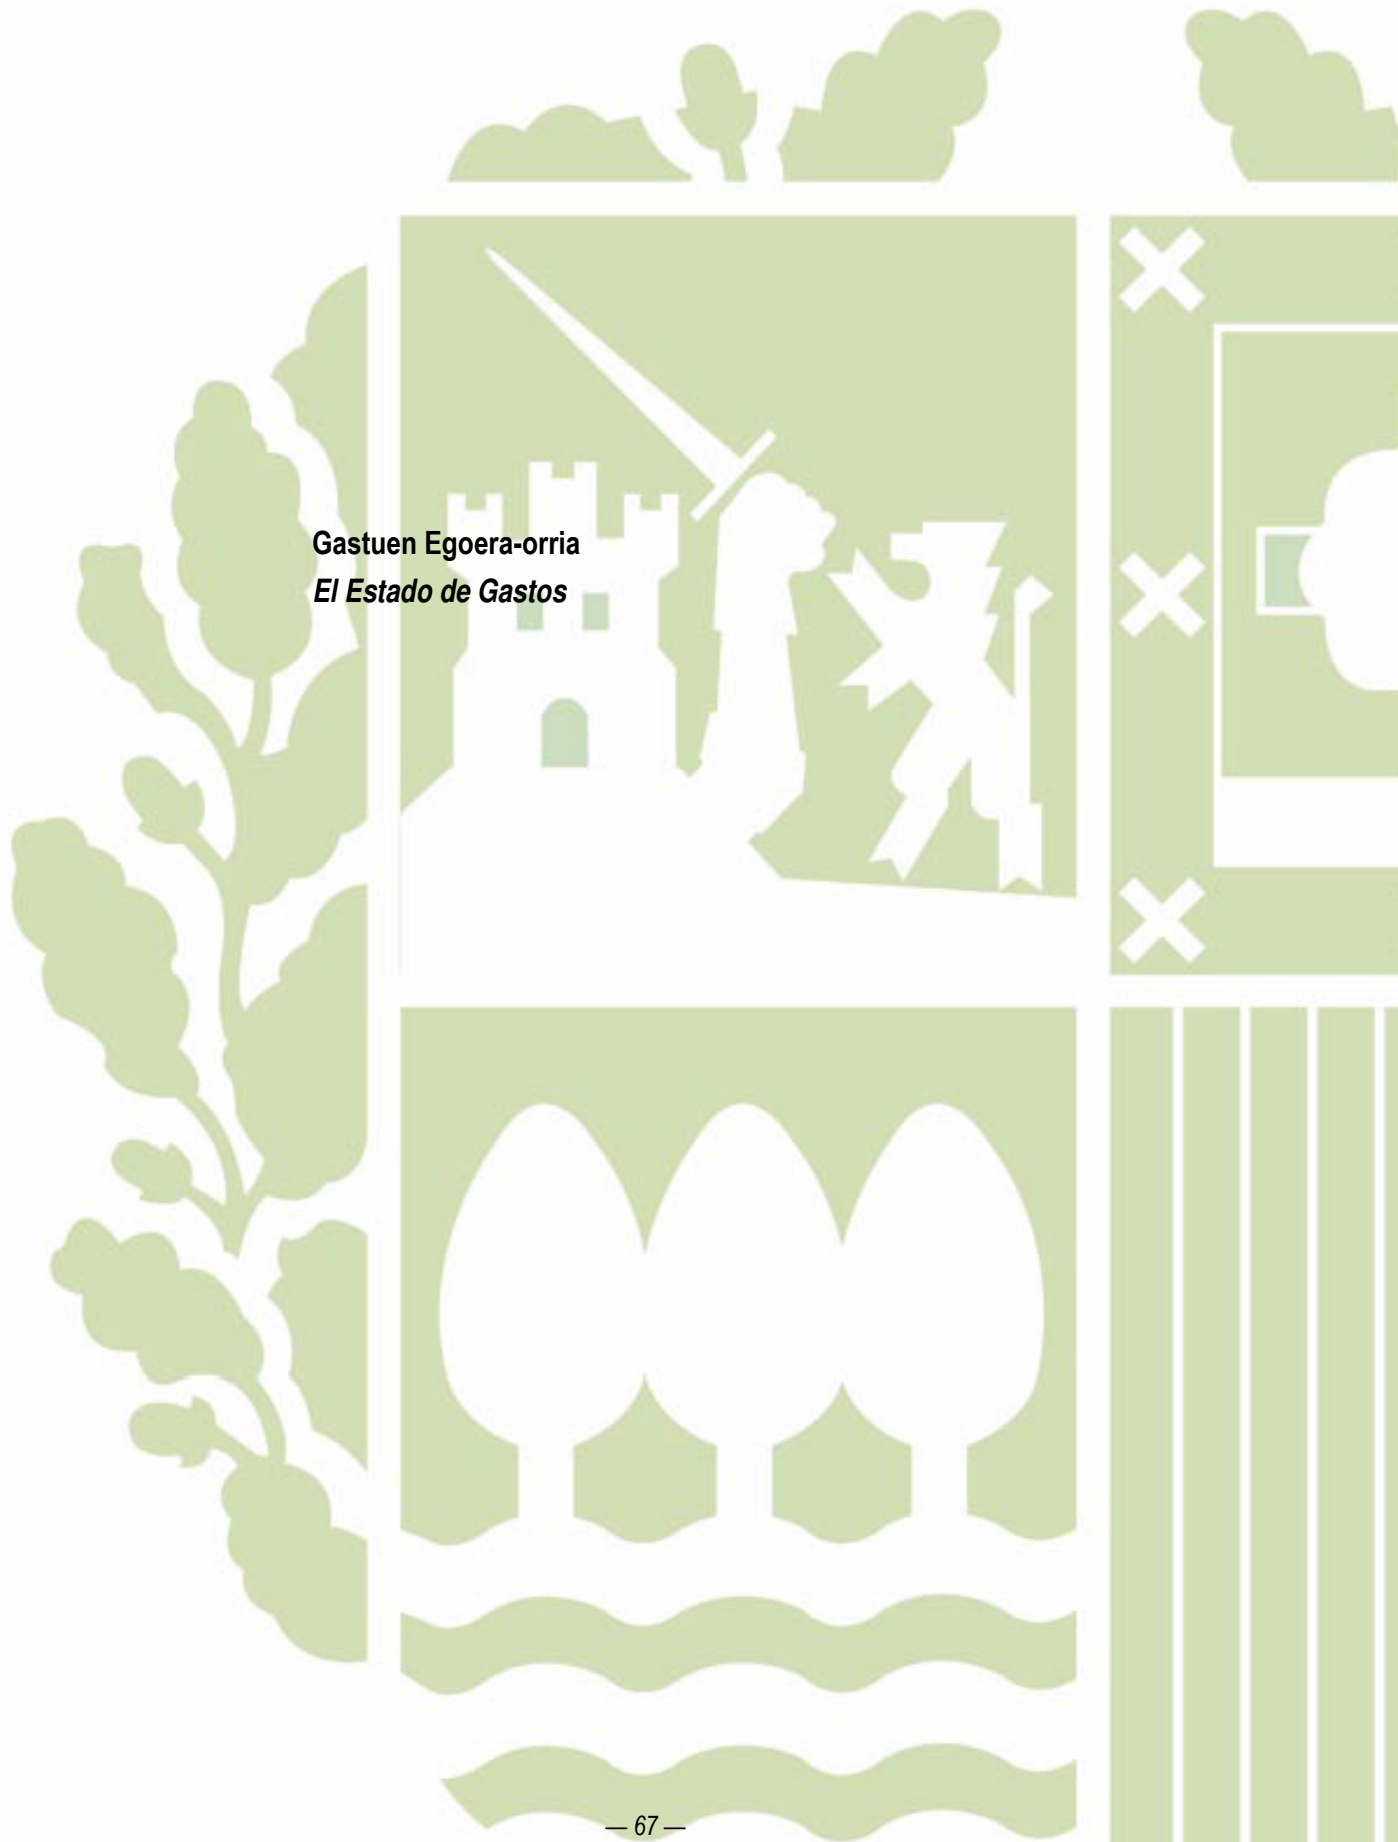 Gastuen Egoera-orria
El Estado de Gastos
— 67 —